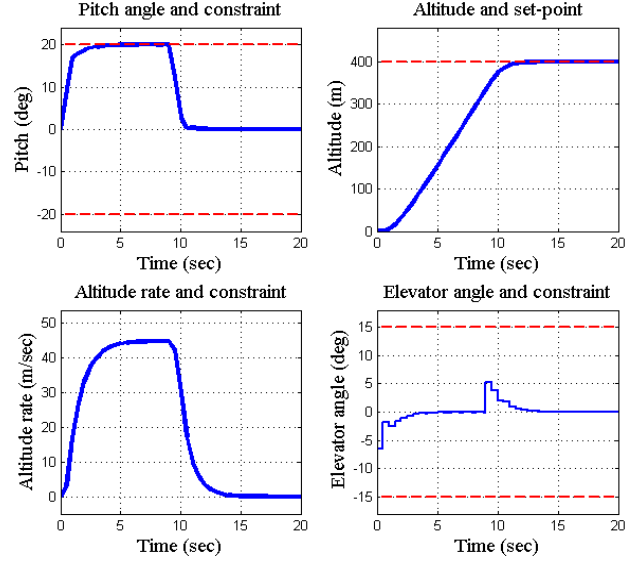 Pitch angle and constraint
20
10
0
-10
-20
Pitch (deg)
0 5 10 15 20
Time (sec)
Altitude and set-point
400
300
200
100
0
Altitude (m)
0 5 10 15 20
Time (sec)
Altitude rate and constraint
50
40
30
20
10
0
Altitude rate (m/sec)
0 5 10 15 20
Time (sec)
Elevator angle and constraint
15
10
5
0
-5
-10
-15
Elevator angle (deg)
0 5 10 15 20
Time (sec)